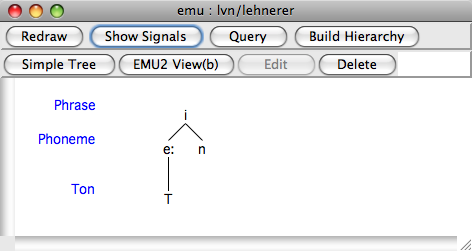 emu : lvn/lehnerer
Redraw Show Signals Query Build Hierarchy
Simple Tree EMU2 View(b) Edit Delete
Phrase i
Phoneme e: n
Ton T